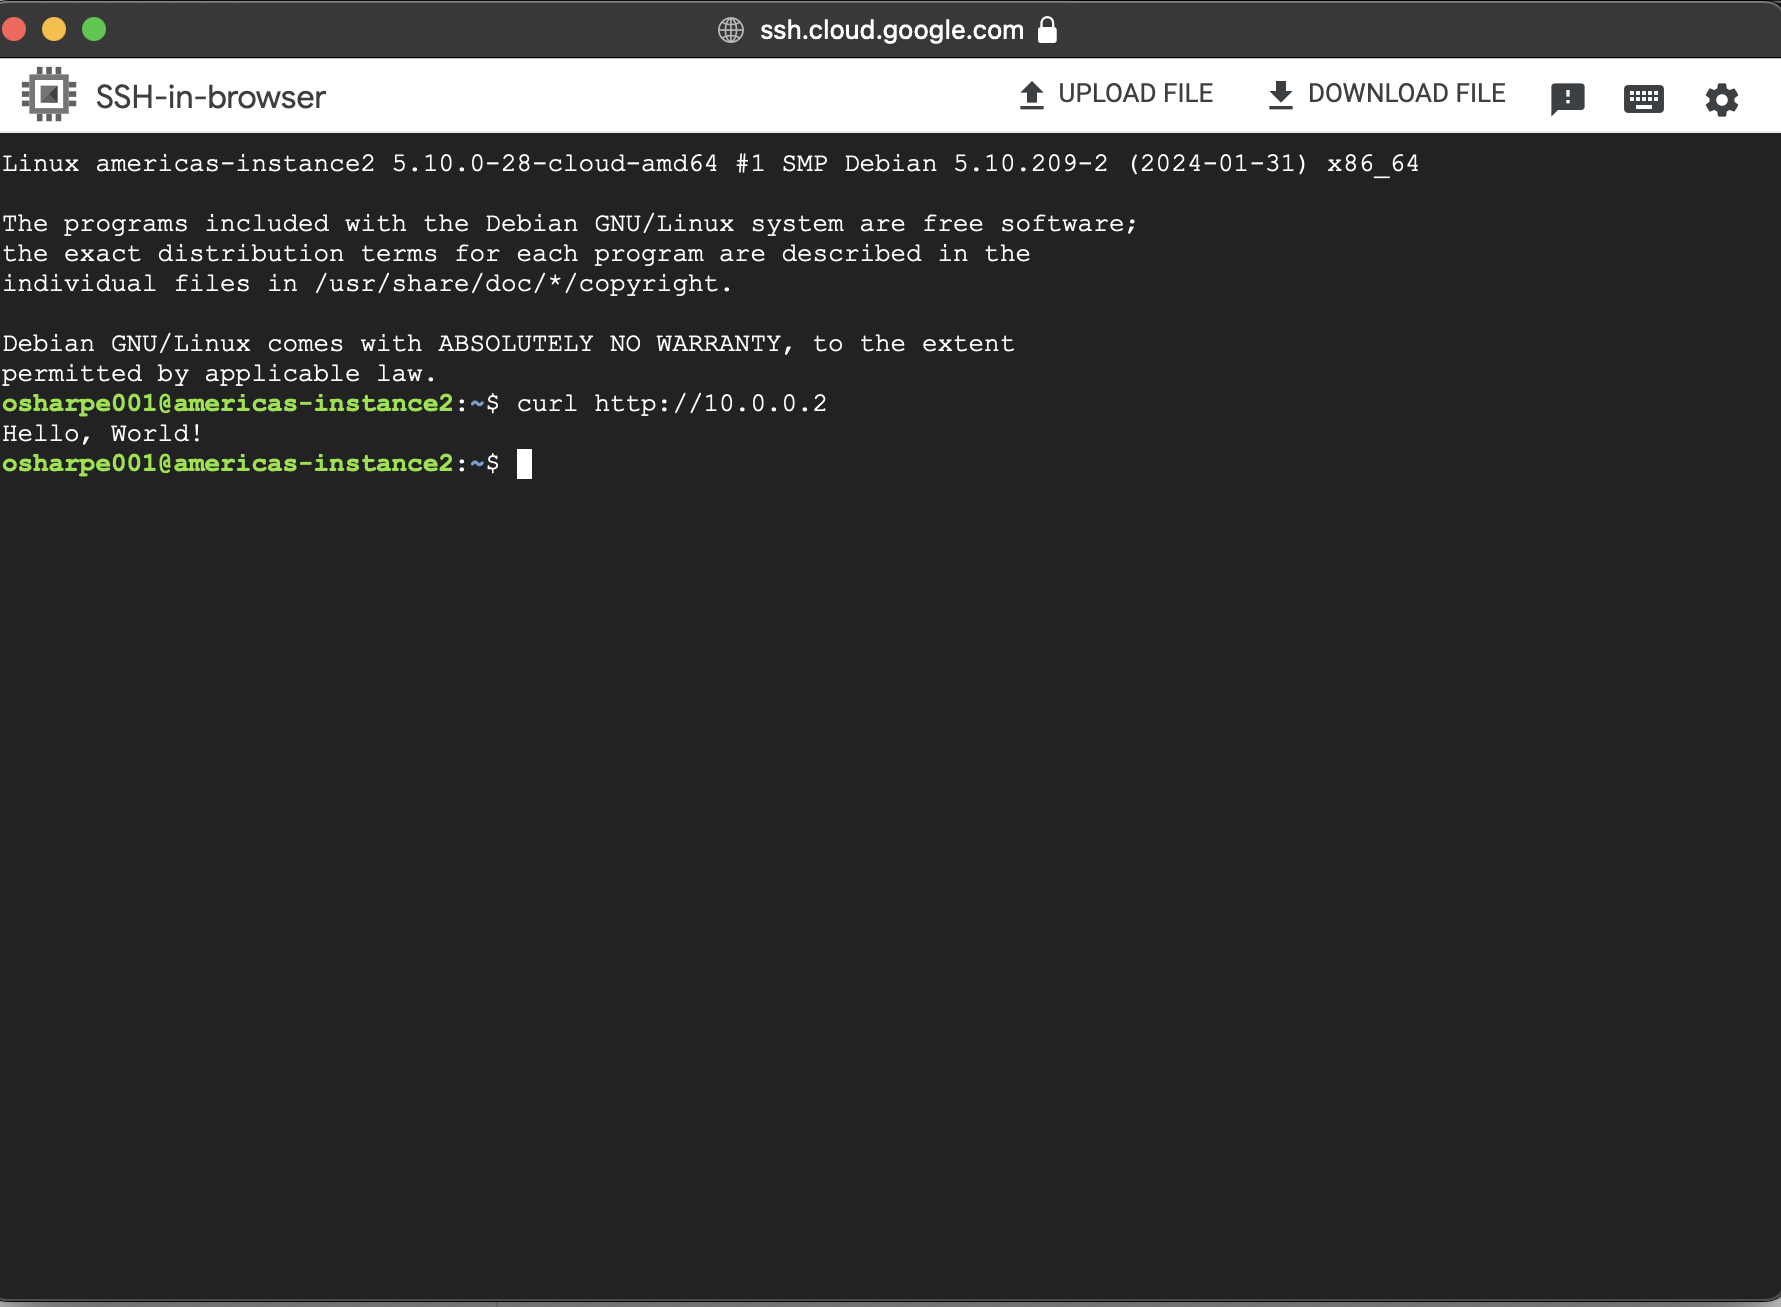 ssh.cloud.google.com
SSH-in-browser
UPLOAD FILE
DOWNLOAD FILE
Linux americas-instance2 5.10.0-28-cloud-amd64 #1 SMP Debian 5.10.209-2 (2024-01-31) x86_64
The programs included with the Debian GNU/Linux system are free software;
the exact distribution terms for each program are described in the
individual files in /usr/share/doc/*/copyright.
Debian GNU/Linux comes with ABSOLUTELY NO WARRANTY, to the extent
permitted by applicable law.
osharpe001@americas-instance2:~$ curl http://10.0.0.2
Hello, World!
osharpe001@americas-instance2:~$